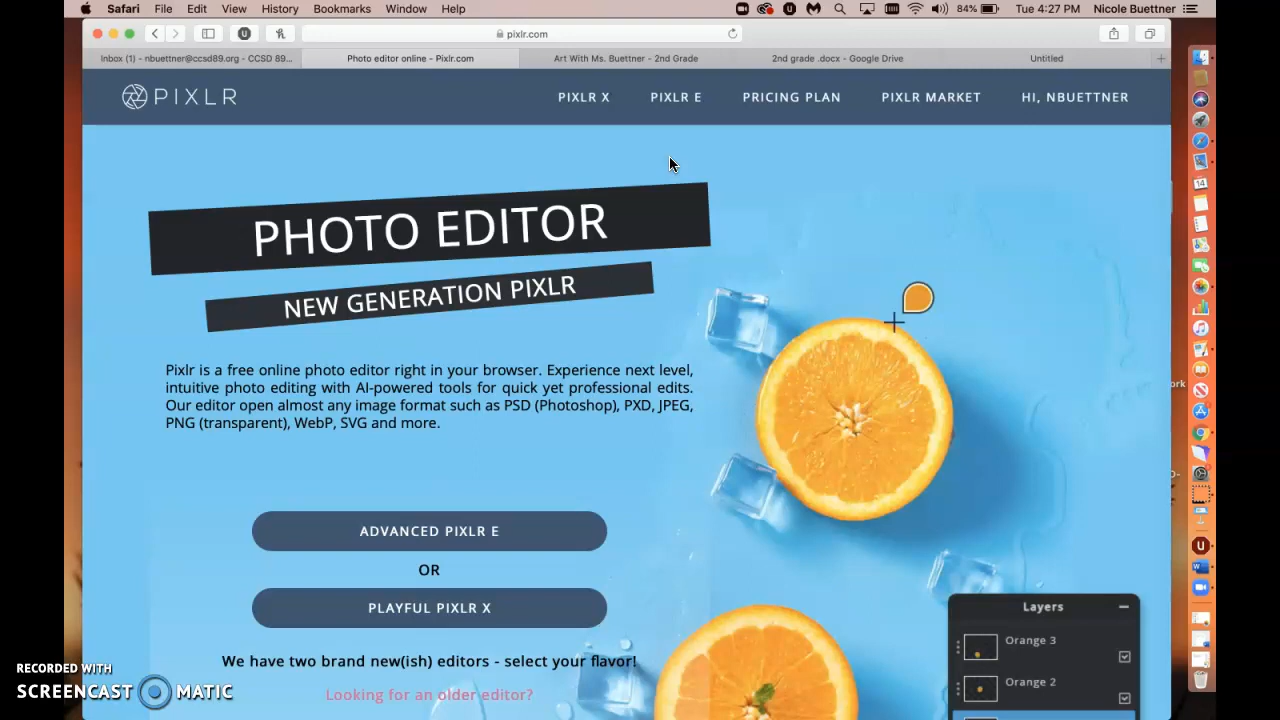 Safari File Edit View History Bookmarks Window Help 84% Tue 4:27 PM Nicole Buettner
pixlr.com
Inbox (1) - nbuettner@ccsd89.org - CCSD 89... Photo editor online - Pixlr.com Art With Ms. Buettner - 2nd Grade 2nd grade .docx - Google Drive Untitled
PIXLR PIXLR X PIXLR E PRICING PLAN PIXLR MARKET HI, NBUETTNER
PHOTO EDITOR
NEW GENERATION PIXLR
Pixlr is a free online photo editor right in your browser. Experience next level,
intuitive photo editing with AI-powered tools for quick yet professional edits.
Our editor open almost any image format such as PSD (Photoshop), PXD, JPEG,
PNG (transparent), WebP, SVG and more.
ADVANCED PIXLR E
OR
PLAYFUL PIXLR X
We have two brand new(ish) editors - select your flavor!
Looking for an older editor?
Layers
Orange 3
Orange 2
RECORDED WITH
SCREENCAST MATIC